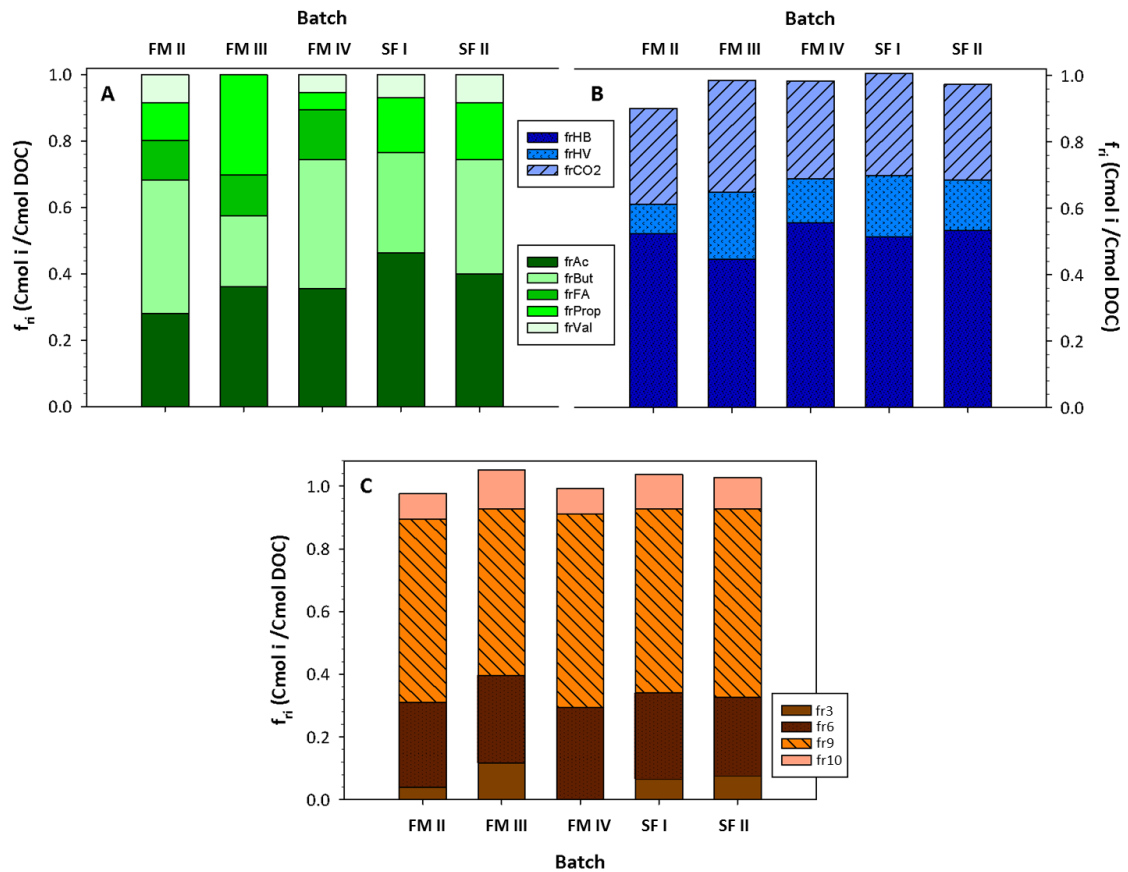 Batch
FM II FM III FM IV SF I SF II
A
1.0
0.8
0.6
0.4
0.2
0.0
f ri (Cmol i /Cmol DOC)
frHB
frHV
frCO2
frAc
frBut
frFA
frProp
frVal
Batch
FM II FM III FM IV SF I SF II
B
1.0
0.8
0.6
0.4
0.2
0.0
f ri (Cmol i /Cmol DOC)
C
1.0
0.8
0.6
0.4
0.2
0.0
f ri (Cmol i /Cmol DOC)
fr3
fr6
fr9
fr10
FM II FM III FM IV SF I SF II
Batch